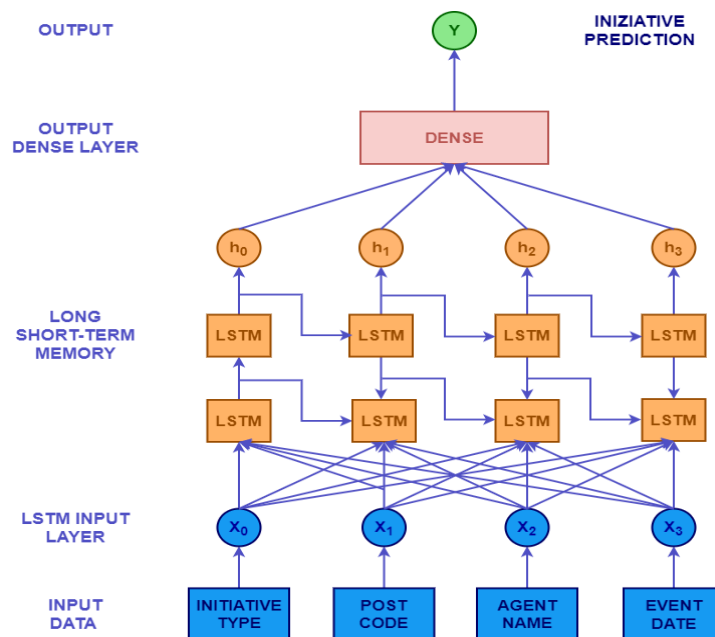 OUTPUT
Y
INIZIATIVE
PREDICTION
OUTPUT
DENSE LAYER
DENSE
h0 h1 h2 h3
LONG
SHORT-TERM
MEMORY
LSTM LSTM LSTM LSTM
LSTM LSTM LSTM LSTM
LSTM INPUT
LAYER
X0 X1 X2 X3
INPUT
DATA
INITIATIVE
TYPE
POST
CODE
AGENT
NAME
EVENT
DATE